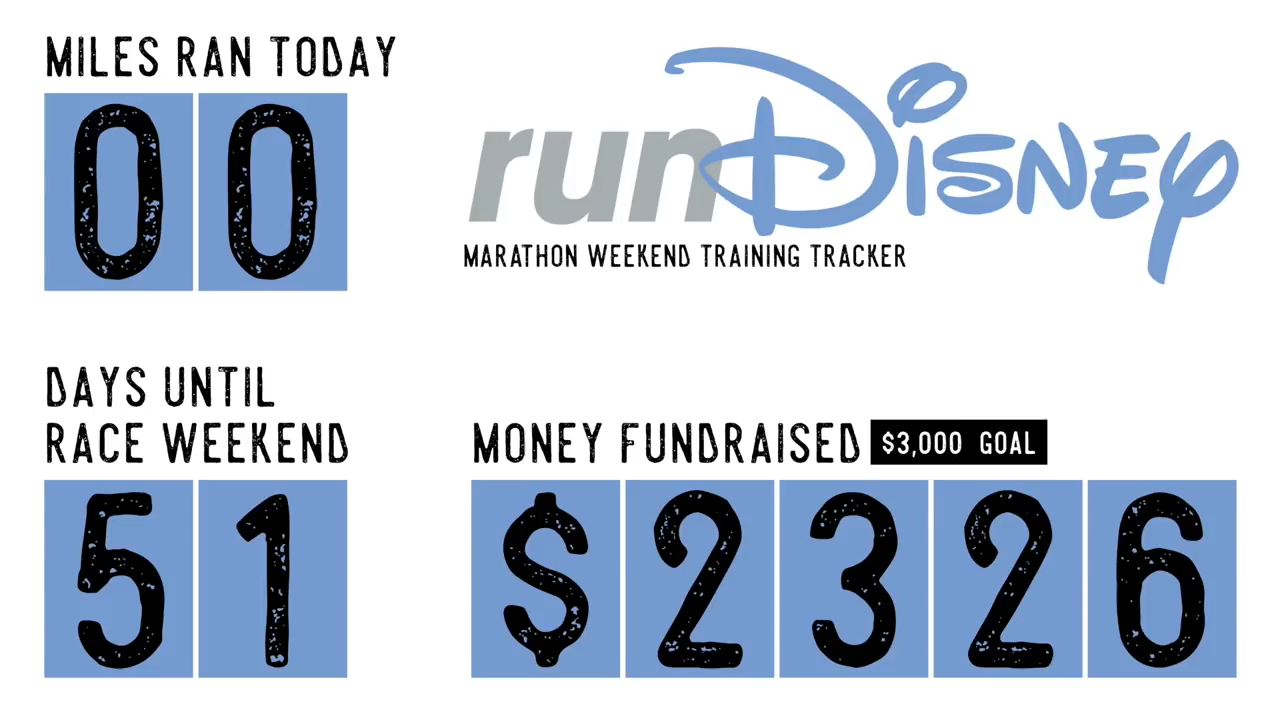 MILES RAN TODAY
00
runDisney
MARATHON WEEKEND TRAINING TRACKER
DAYS UNTIL
RACE WEEKEND
51
MONEY FUNDRAISED $3,000 GOAL
$2326